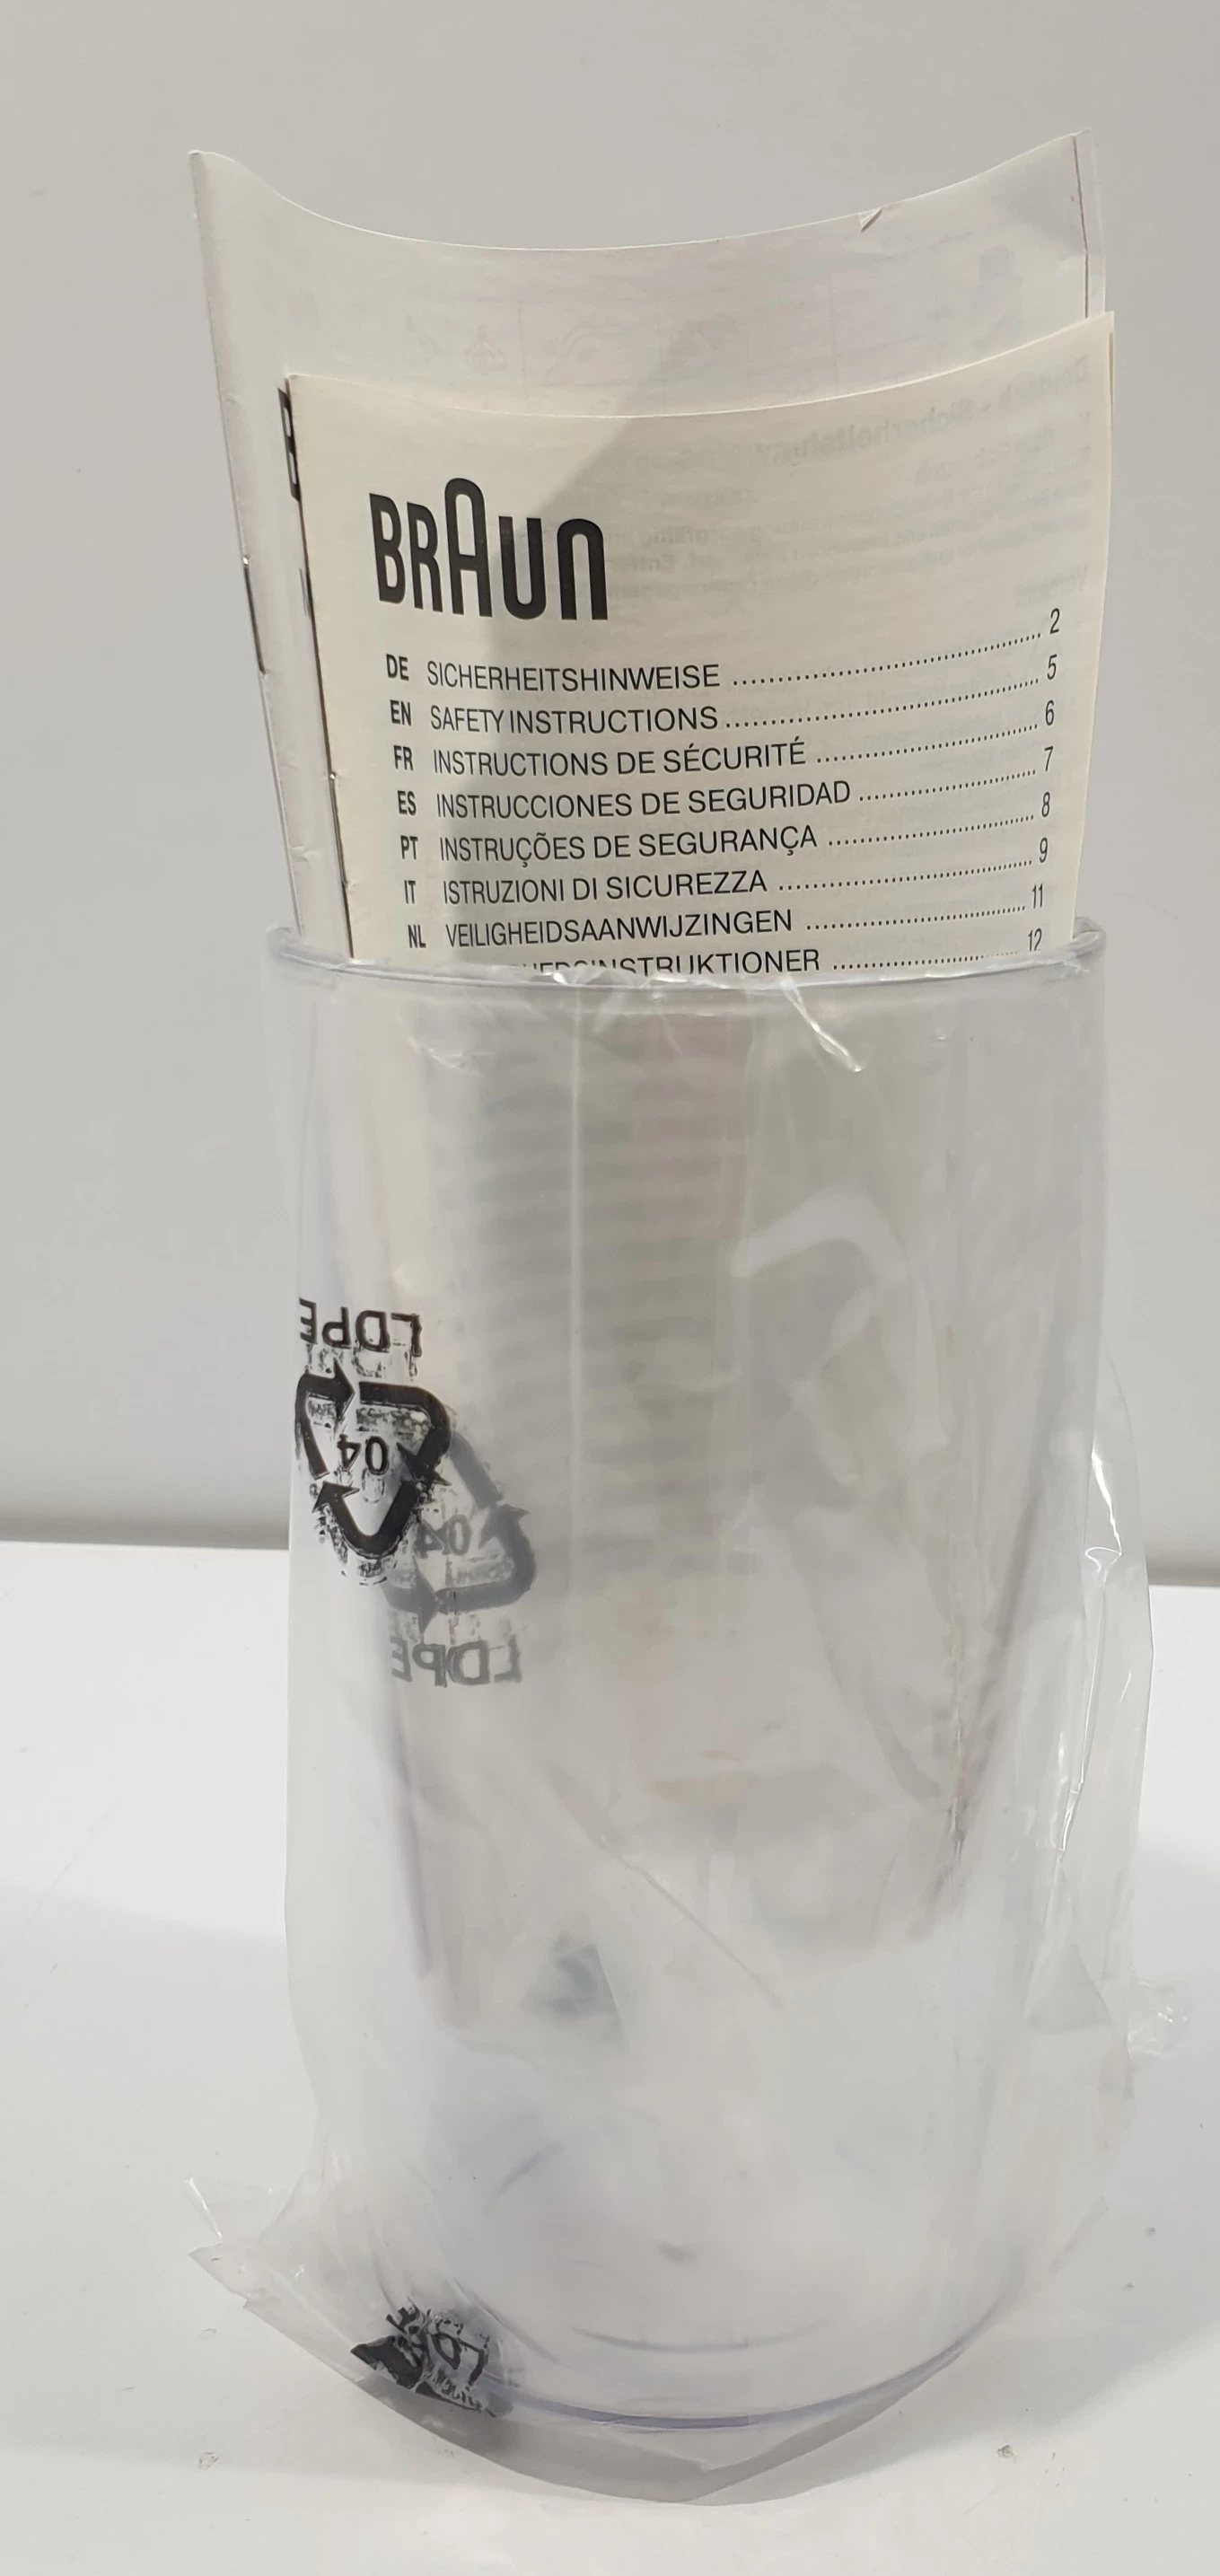 BRAUN
DE SICHERHEITSHINWEISE 2
EN SAFETY INSTRUCTIONS 5
FR INSTRUCTIONS DE SÉCURITÉ 6
ES INSTRUCCIONES DE SEGURIDAD 7
PT INSTRUÇÕES DE SEGURANÇA 8
IT ISTRUZIONI DI SICUREZZA 9
NL VEILIGHEIDSAANWIJZINGEN 11
12
LDPE
04
04
LDPE